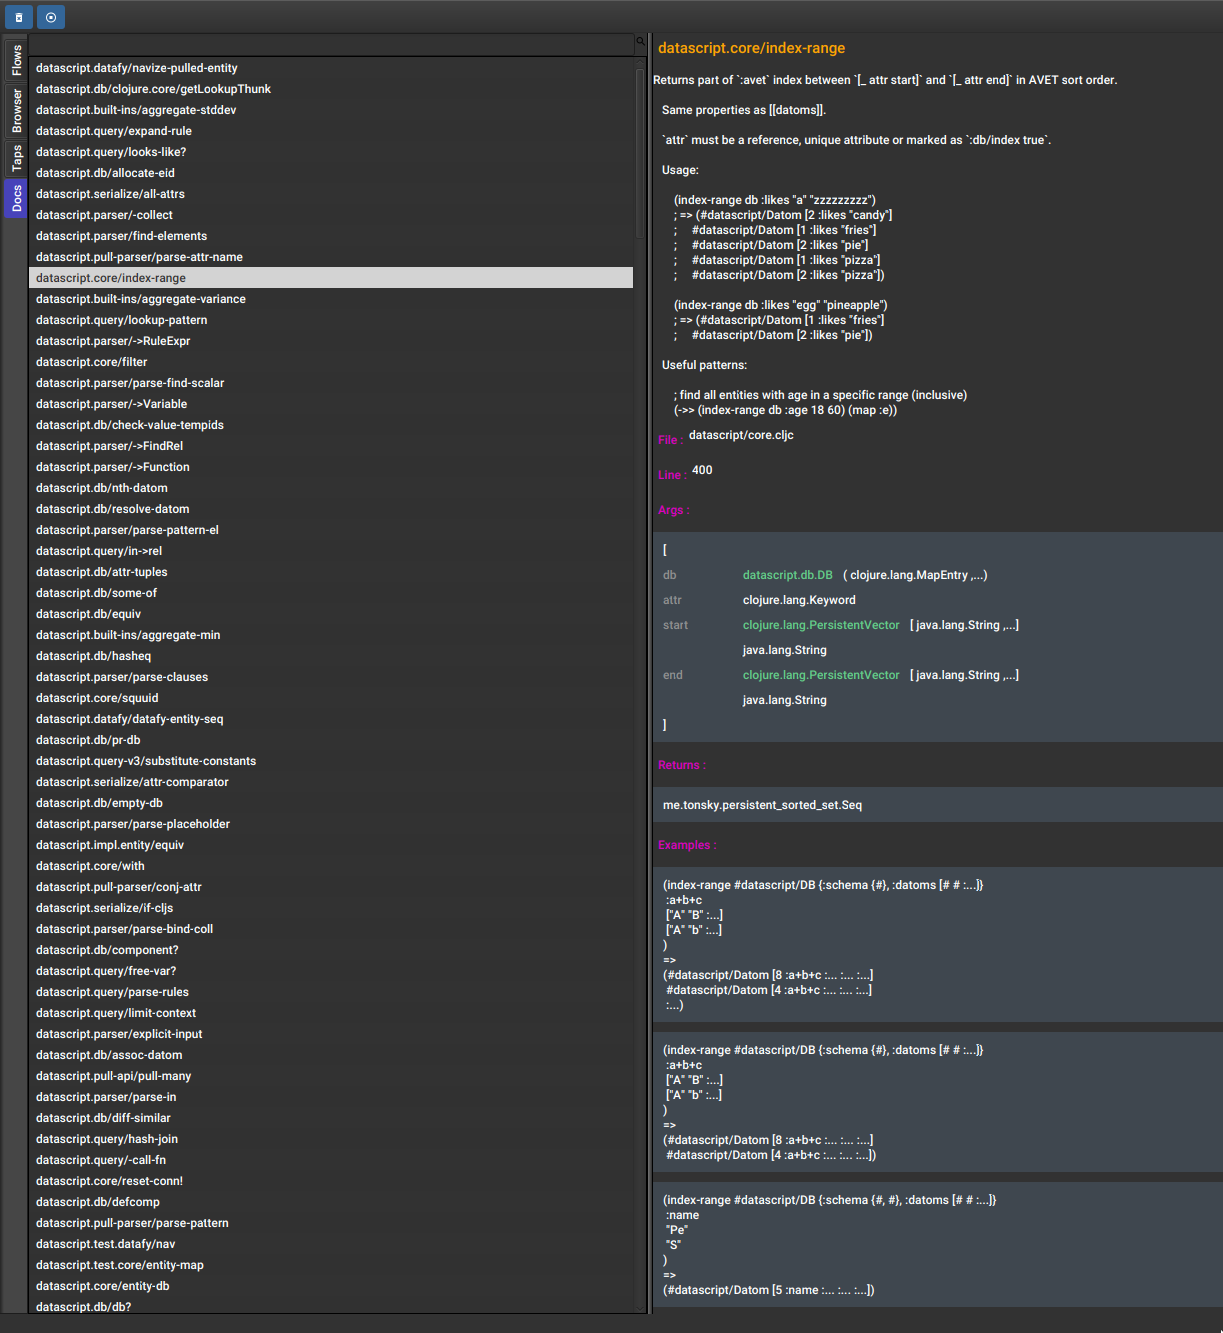 Flows
Browser
Taps
Docs
datascript.datafy/navize-pulled-entity
datascript.db/clojure.core/getLookupThunk
datascript.built-ins/aggregate-stddev
datascript.query/expand-rule
datascript.query/looks-like?
datascript.db/allocate-eid
datascript.serialize/all-attrs
datascript.parser/-collect
datascript.parser/find-elements
datascript.pull-parser/parse-attr-name
datascript.core/index-range
datascript.built-ins/aggregate-variance
datascript.query/lookup-pattern
datascript.parser/->RuleExpr
datascript.core/filter
datascript.parser/parse-find-scalar
datascript.parser/->Variable
datascript.db/check-value-tempids
datascript.parser/->FindRel
datascript.parser/->Function
datascript.db/nth-datom
datascript.db/resolve-datom
datascript.parser/parse-pattern-el
datascript.query/in->rel
datascript.db/attr-tuples
datascript.db/some-of
datascript.db/equiv
datascript.built-ins/aggregate-min
datascript.db/hasheq
datascript.parser/parse-clauses
datascript.core/squuid
datascript.datafy/datafy-entity-seq
datascript.db/pr-db
datascript.query-v3/substitute-constants
datascript.serialize/attr-comparator
datascript.db/empty-db
datascript.parser/parse-placeholder
datascript.impl.entity/equiv
datascript.core/with
datascript.pull-parser/conj-attr
datascript.serialize/if-cljs
datascript.parser/parse-bind-coll
datascript.db/component?
datascript.query/free-var?
datascript.query/parse-rules
datascript.query/limit-context
datascript.parser/explicit-input
datascript.db/assoc-datom
datascript.pull-api/pull-many
datascript.parser/parse-in
datascript.db/diff-similar
datascript.query/hash-join
datascript.query/-call-fn
datascript.core/reset-conn!
datascript.db/defcomp
datascript.pull-parser/parse-pattern
datascript.test.datafy/nav
datascript.test.core/entity-map
datascript.core/entity-db
datascript.db/db?
datascript.core/index-range
Returns part of `:avet` index between `[_ attr start]` and `[_ attr end]` in AVET sort order.
Same properties as [[datoms]].
`attr` must be a reference, unique attribute or marked as `:db/index true`.
Usage:
(index-range db :likes "a" "zzzzzzzzz")
; => (#datascript/Datom [2 :likes "candy"]
;     #datascript/Datom [1 :likes "fries"]
;     #datascript/Datom [2 :likes "pie"]
;     #datascript/Datom [1 :likes "pizza"]
;     #datascript/Datom [2 :likes "pizza"])
(index-range db :likes "egg" "pineapple")
; => (#datascript/Datom [1 :likes "fries"]
;     #datascript/Datom [2 :likes "pie"])
Useful patterns:
; find all entities with age in a specific range (inclusive)
(->> (index-range db :age 18 60) (map :e))
File : datascript/core.cljc
Line : 400
Args :
[
db datascript.db.DB ( clojure.lang.MapEntry ,...)
attr clojure.lang.Keyword
start clojure.lang.PersistentVector [ java.lang.String ,...]
java.lang.String
end clojure.lang.PersistentVector [ java.lang.String ,...]
java.lang.String
]
Returns :
me.tonsky.persistent_sorted_set.Seq
Examples :
(index-range #datascript/DB {:schema {#}, :datoms [# # :...]}
:a+b+c
["A" "B" :...]
["A" "b" :...]
)
=>
(#datascript/Datom [8 :a+b+c :... :... :...]
#datascript/Datom [4 :a+b+c :... :... :...]
:...)
(index-range #datascript/DB {:schema {#}, :datoms [# # :...]}
:a+b+c
["A" "B" :...]
["A" "b" :...]
)
=>
(#datascript/Datom [8 :a+b+c :... :... :...]
#datascript/Datom [4 :a+b+c :... :... :...])
(index-range #datascript/DB {:schema {#, #}, :datoms [# # :...]}
:name
"Pe"
"S"
)
=>
(#datascript/Datom [5 :name :... :... :...])